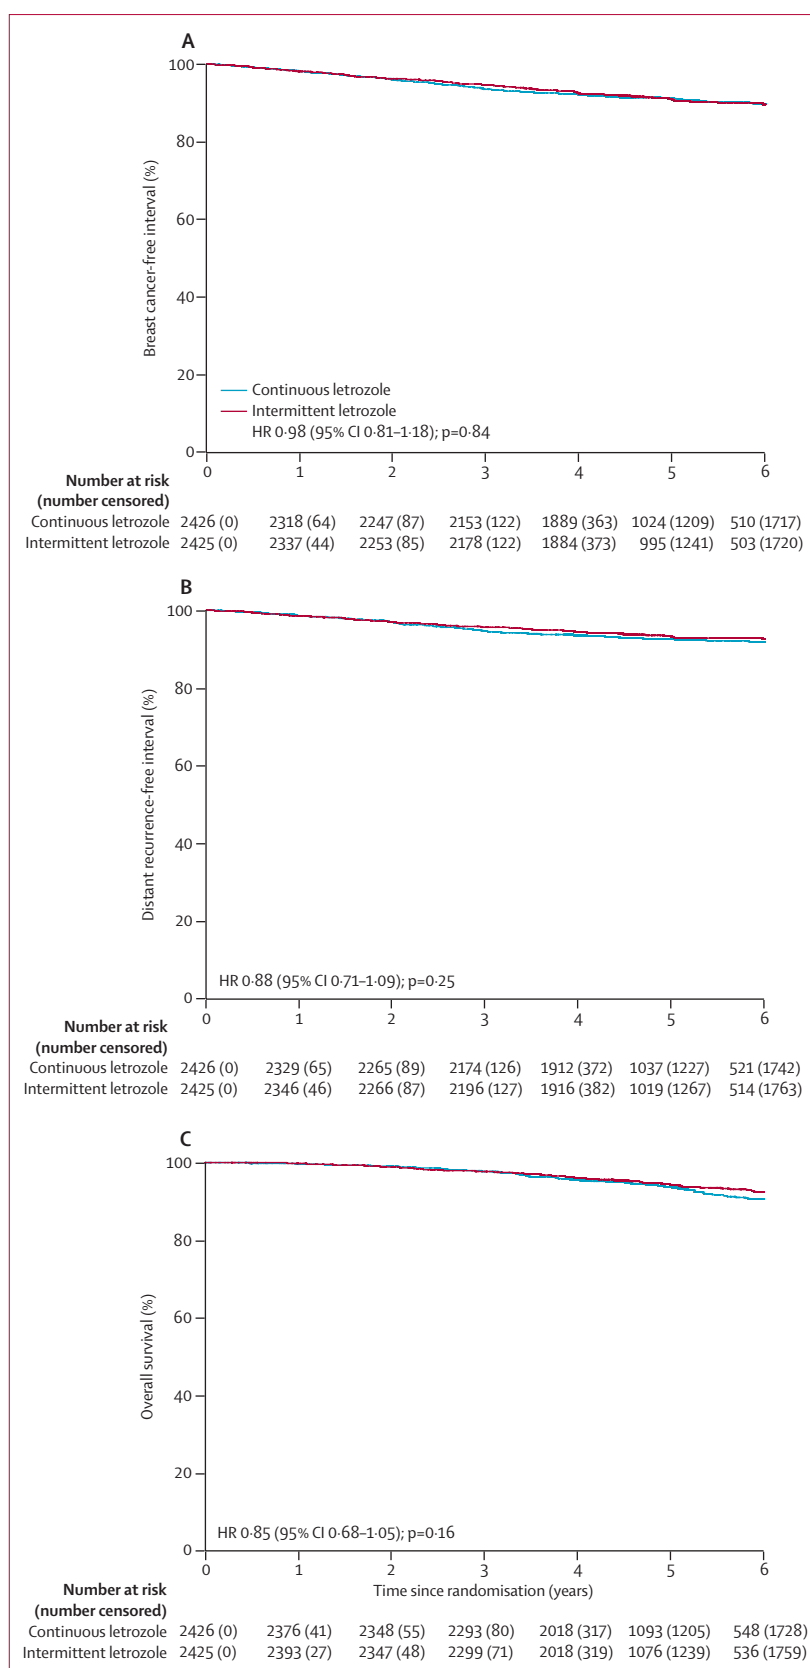 A
100
80
60
40
20
0
Breast cancer-free interval (%)
Continuous letrozole
Intermittent letrozole
HR 0·98 (95% CI 0·81–1·18); p=0·84
0 1 2 3 4 5 6
Number at risk
(number censored)
Continuous letrozole 2426 (0) 2318 (64) 2247 (87) 2153 (122) 1889 (363) 1024 (1209) 510 (1717)
Intermittent letrozole 2425 (0) 2337 (44) 2253 (85) 2178 (122) 1884 (373) 995 (1241) 503 (1720)
B
100
80
60
40
20
0
Distant recurrence-free interval (%)
HR 0·88 (95% CI 0·71–1·09); p=0·25
0 1 2 3 4 5 6
Number at risk
(number censored)
Continuous letrozole 2426 (0) 2329 (65) 2265 (89) 2174 (126) 1912 (372) 1037 (1227) 521 (1742)
Intermittent letrozole 2425 (0) 2346 (46) 2266 (87) 2196 (127) 1916 (382) 1019 (1267) 514 (1763)
C
100
80
60
40
20
0
Overall survival (%)
HR 0·85 (95% CI 0·68–1·05); p=0·16
0 1 2 3 4 5 6
Time since randomisation (years)
Number at risk
(number censored)
Continuous letrozole 2426 (0) 2376 (41) 2348 (55) 2293 (80) 2018 (317) 1093 (1205) 548 (1728)
Intermittent letrozole 2425 (0) 2393 (27) 2347 (48) 2299 (71) 2018 (319) 1076 (1239) 536 (1759)